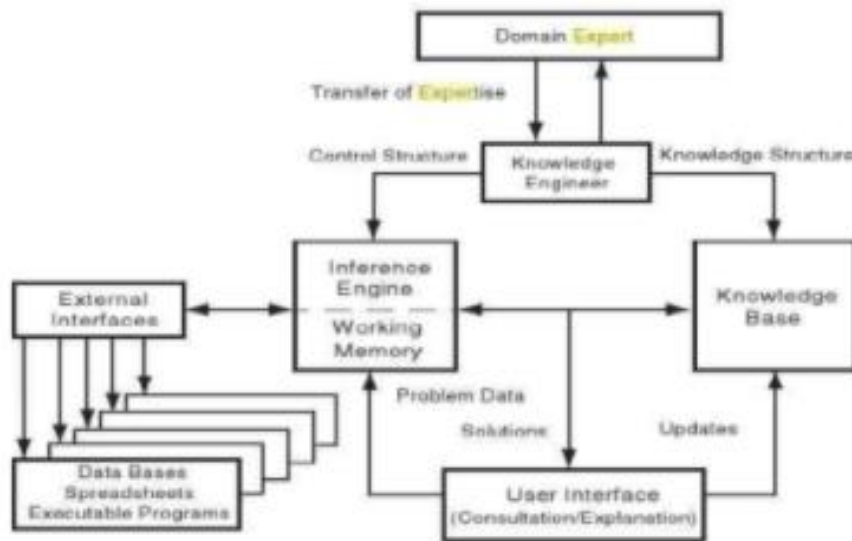 Domain Expert
Transfer of Expertise
Control Structure
Knowledge Engineer
Knowledge Structure
Inference
Engine
Working
Memory
External
Interfaces
Knowledge
Base
Problem Data
Solutions
Updates
Data Bases
Spreadsheets
Executable Programs
User Interface
(Consultation/Explanation)